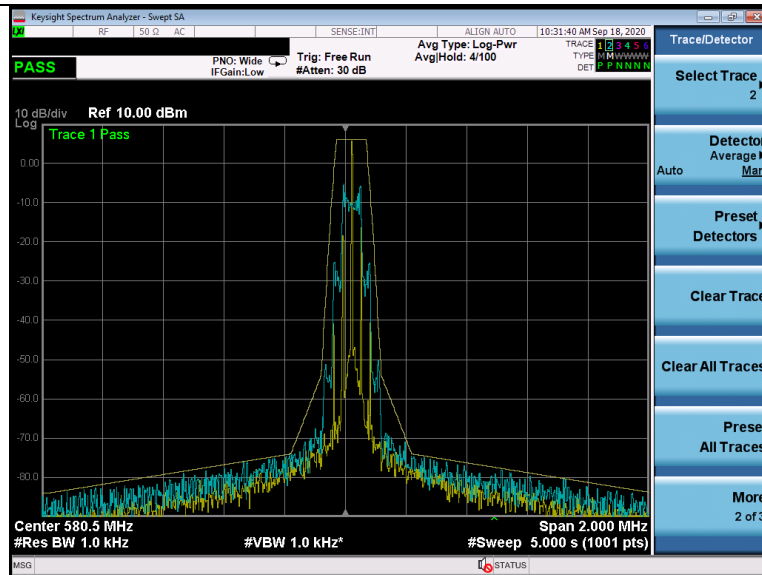 Keysight Spectrum Analyzer - Swept SA
LXI RF 50 Ω AC SENSE:INT ALIGN AUTO 10:31:40 AM Sep 18, 2020
PASS
PNO: Wide
IFGain:Low
Trig: Free Run
#Atten: 30 dB
Avg Type: Log-Pwr
Avg|Hold: 4/100
TRACE 1 2 3 4 5 6
TYPE M M W W W W
DET P P N N N N
10 dB/div Ref 10.00 dBm
Log
Trace 1 Pass
0.00
-10.0
-20.0
-30.0
-40.0
-50.0
-60.0
-70.0
-80.0
Center 580.5 MHz
Span 2.000 MHz
#Res BW 1.0 kHz
#VBW 1.0 kHz*
#Sweep 5.000 s (1001 pts)
MSG
STATUS
Trace/Detector
Select Trace
2
Detector
Average
Auto Man
Preset
Detectors
Clear Trace
Clear All Traces
Preset
All Traces
More
2 of 3